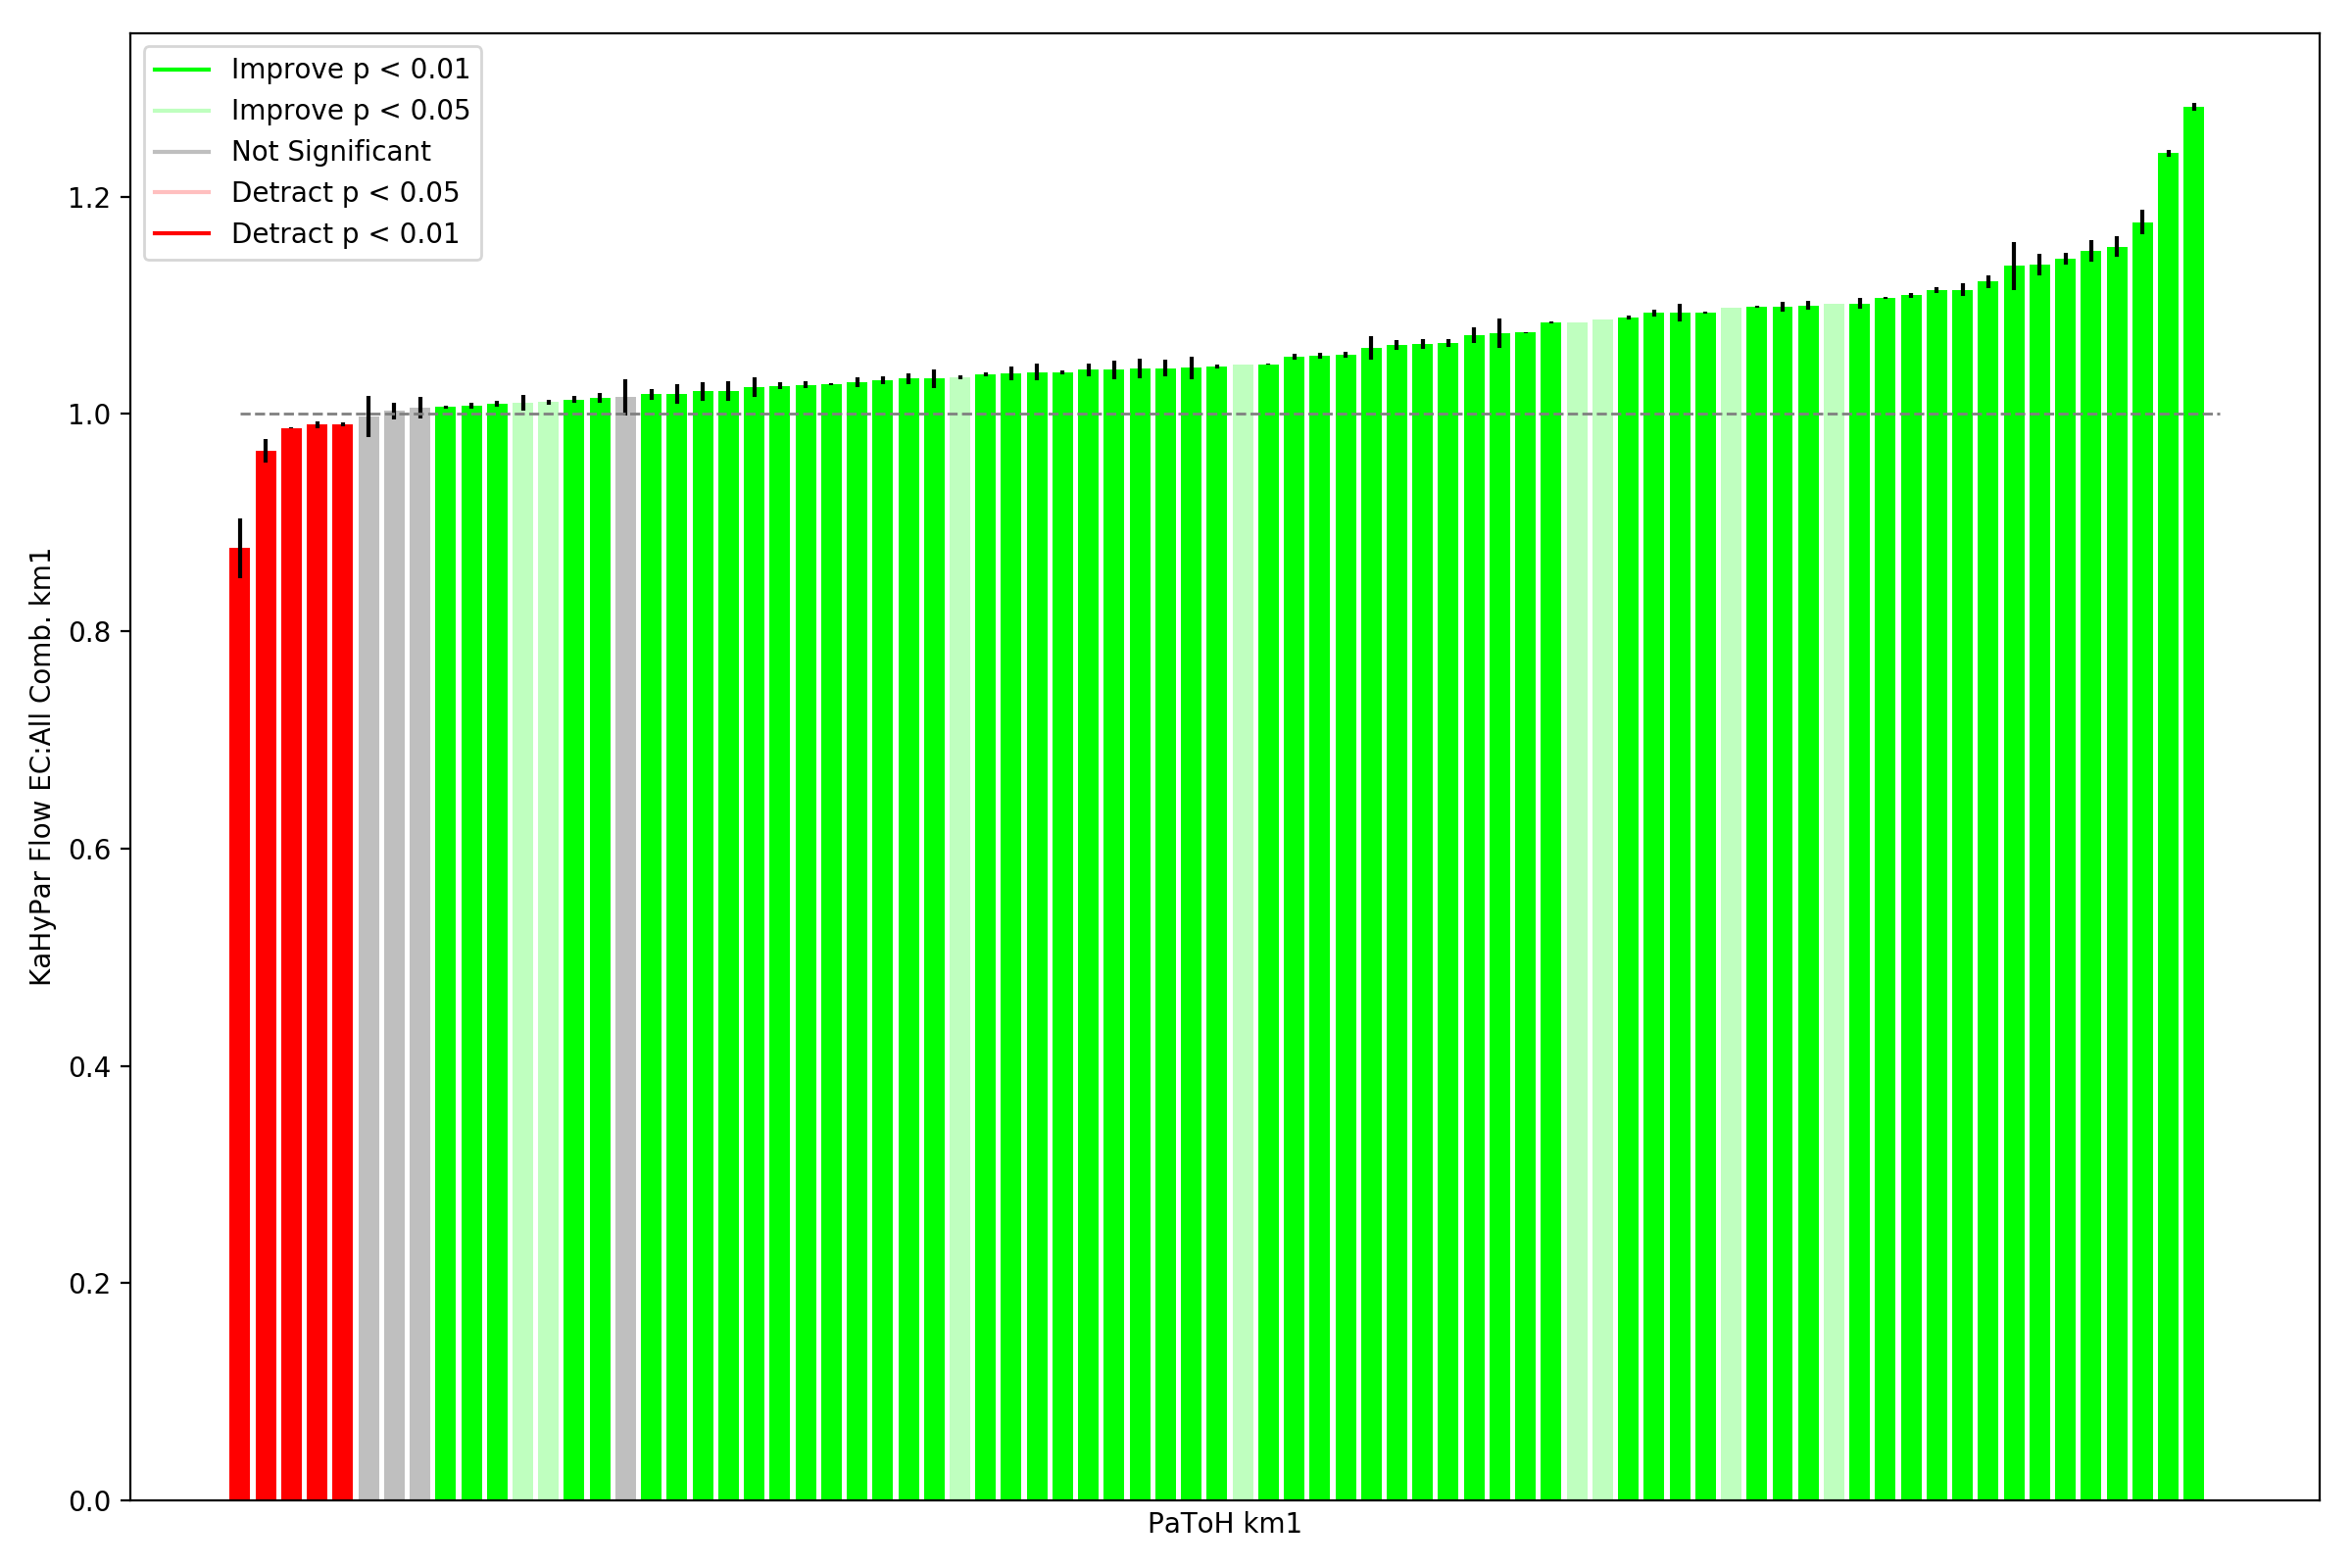 Improve p < 0.01
Improve p < 0.05
Not Significant
Detract p < 0.05
Detract p < 0.01
1.2
1.0
0.8
0.6
0.4
0.2
0.0
KaHyPar Flow EC:All Comb. km1
PaToH km1